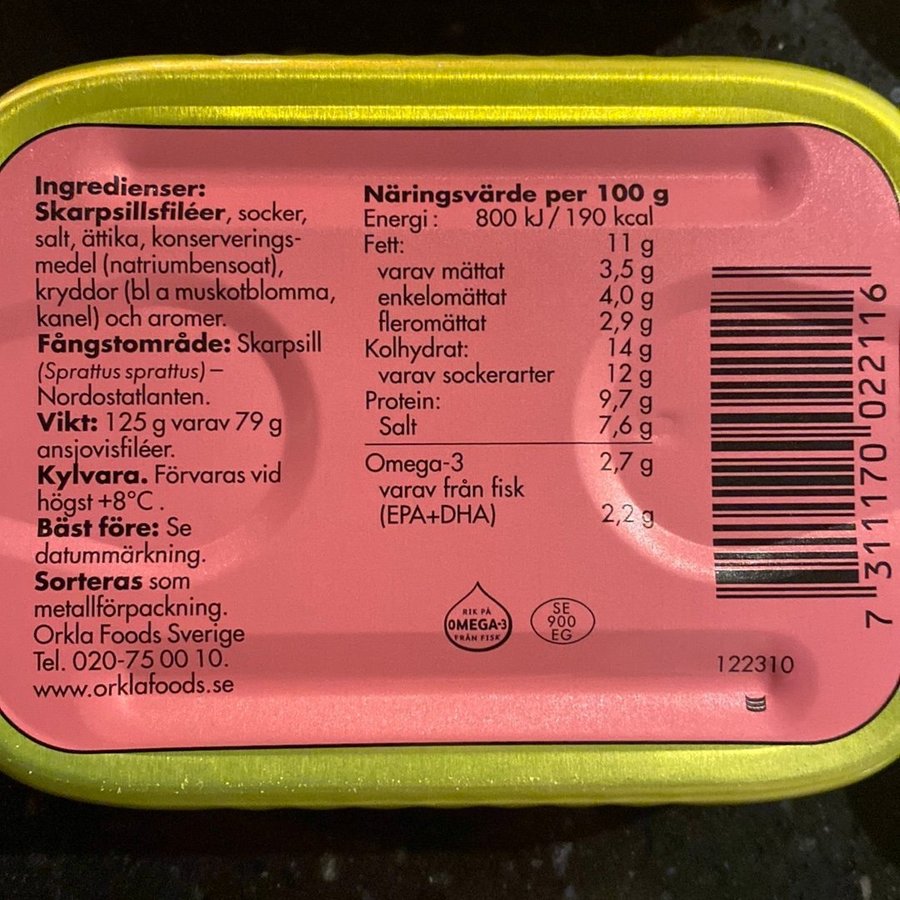 Ingredienser:
Skarpsillsfiléer, socker,
salt, ättika, konserverings-
medel (natriumbensoat),
kryddor (bl a muskotblomma,
kanel) och aromer.
Fångstområde: Skarpsill
(Sprattus sprattus) –
Nordostatlanten.
Vikt: 125 g varav 79 g
ansjovisfiléer.
Kylvara. Förvaras vid
högst +8°C.
Bäst före: Se
datummärkning.
Sorteras som
metallförpackning.
Orkla Foods Sverige
Tel. 020-75 00 10.
www.orklafoods.se
Näringsvärde per 100 g
Energi: 800 kJ/190 kcal
Fett: 11 g
varav mättat 3,5 g
enkelomättat 4,0 g
fleromättat 2,9 g
Kolhydrat: 14 g
varav sockerarter 12 g
Protein: 9,7 g
Salt 7,6 g
Omega-3 2,7 g
varav från fisk
(EPA+DHA) 2,2 g
RIK PÅ
OMEGA-3
FRÅN FISK
SE
900
EG
7 311170 022116
122310